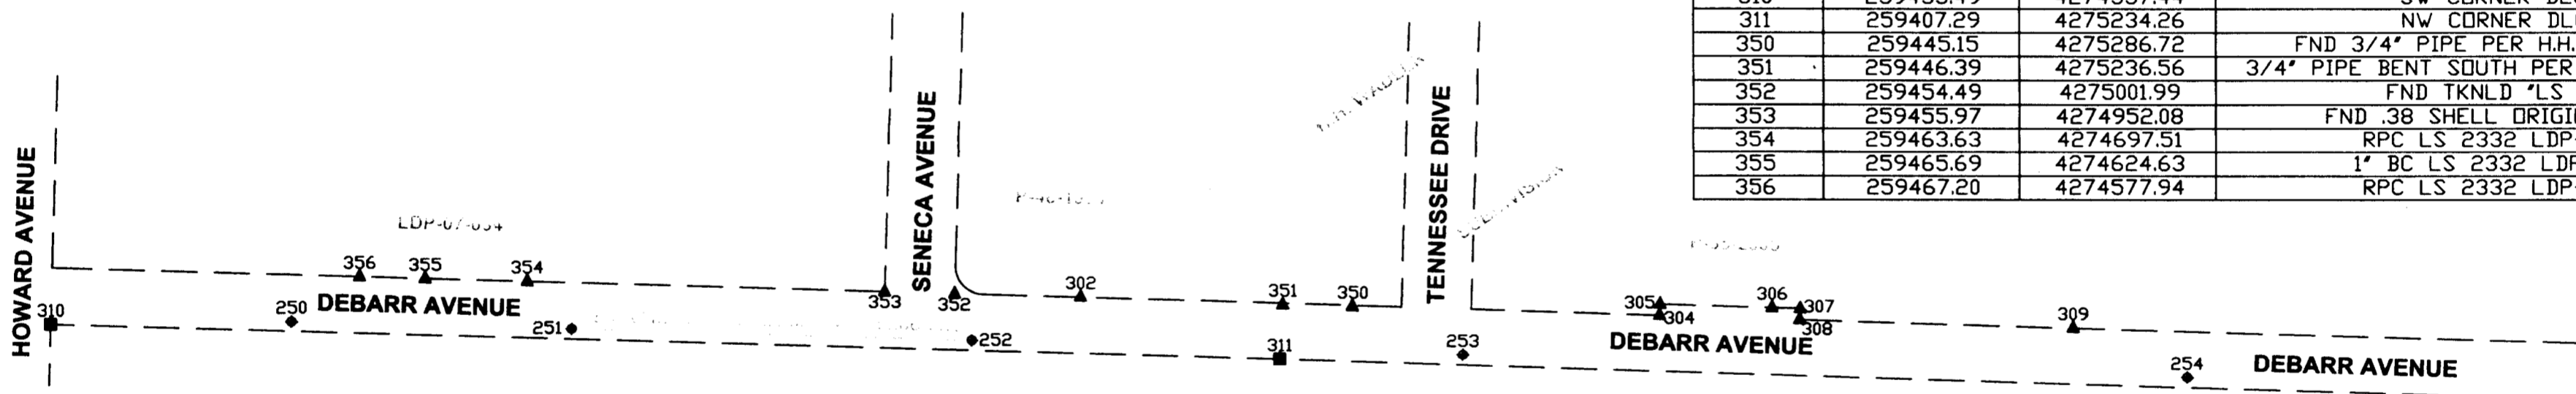 311 259407.29 4275234.26 NW CORNER
350 259445.15 4275286.72 FND 3/4" PIPE PER H.H.
351 259446.39 4275236.56 3/4" PIPE BENT SOUTH PER
352 259454.49 4275001.99 FND TKNLD "LS
353 259455.97 4274952.08 FND .38 SHELL
354 259463.63 4274697.51 RPC LS 2332
355 259465.69 4274624.63 1" BC LS 2332
356 259467.20 4274577.94 RPC LS 2332
HOWARD AVENUE
SENECA AVENUE
TENNESSEE DRIVE
356
355
354
353
352
302
351
350
305
304
306
307
308
309
310
250
DEBARR AVENUE
251
252
311
253
DEBARR AVENUE
254
DEBARR AVENUE